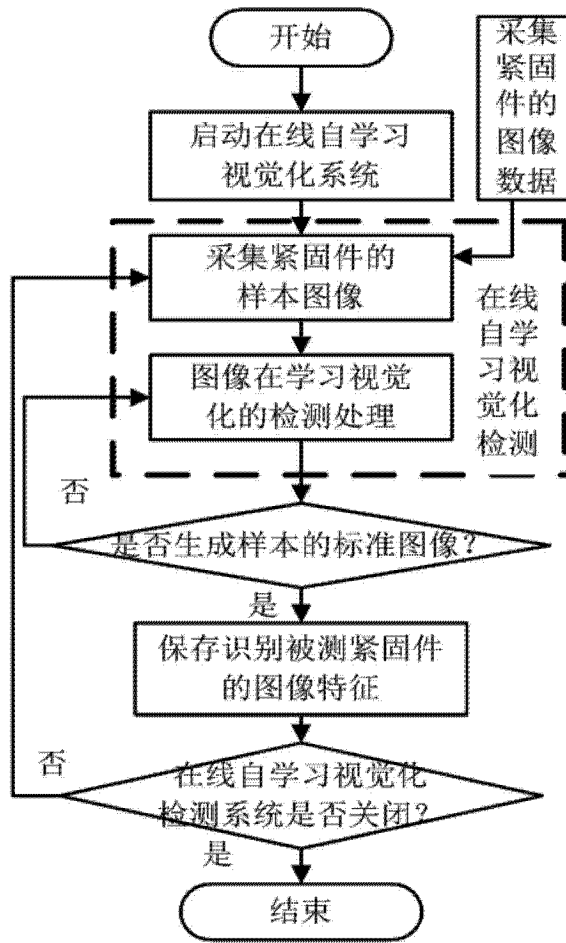 开始
采集
紧固
件的
图像
数据
启动在线自学习
视觉化系统
采集紧固件的
样本图像
在线
自学
习视
觉化
检测
图像在学习视觉
化的检测处理
否
是否生成样本的标准图像?
是
保存识别被测紧固件
的图像特征
否
在线自学习视觉化
检测系统是否关闭?
是
结束